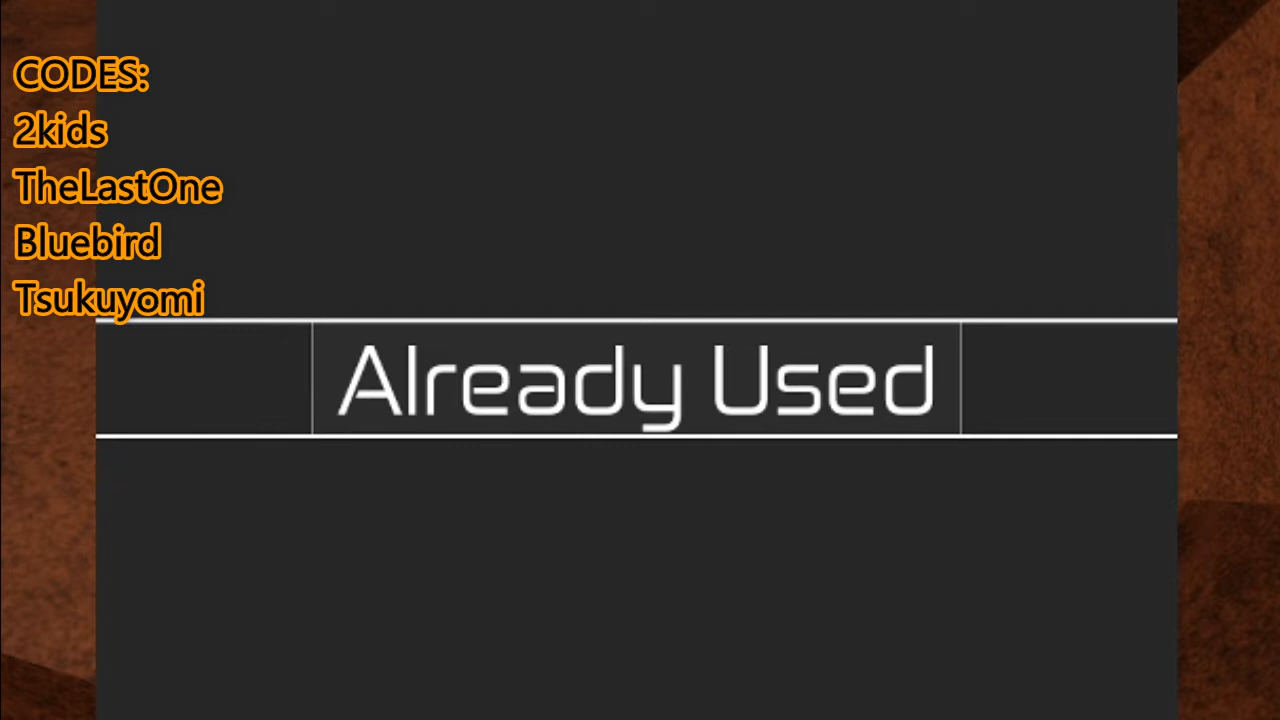 CODES:
2kids
TheLastOne
Bluebird
Tsukuyomi
Already Used